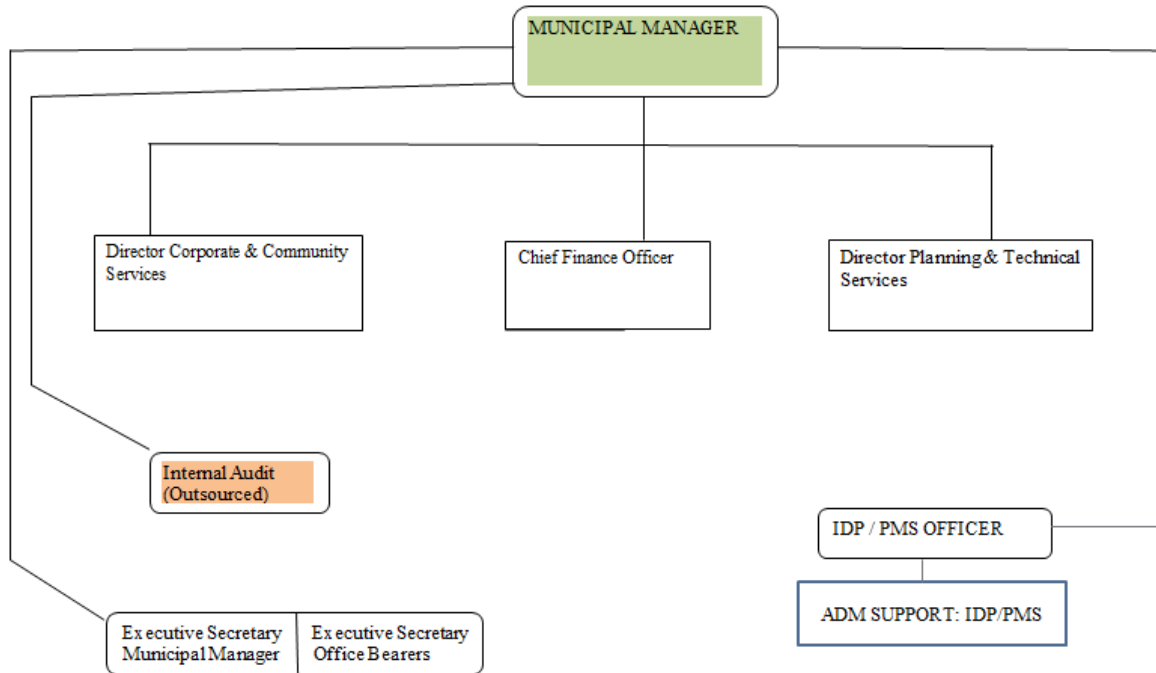 MUNICIPAL MANAGER
Director Corporate & Community
Services
Chief Finance Officer
Director Planning & Technical
Services
Internal Audit
(Outsourced)
IDP / PMS OFFICER
ADM SUPPORT: IDP/PMS
Executive Secretary
Municipal Manager
Executive Secretary
Office Bearers